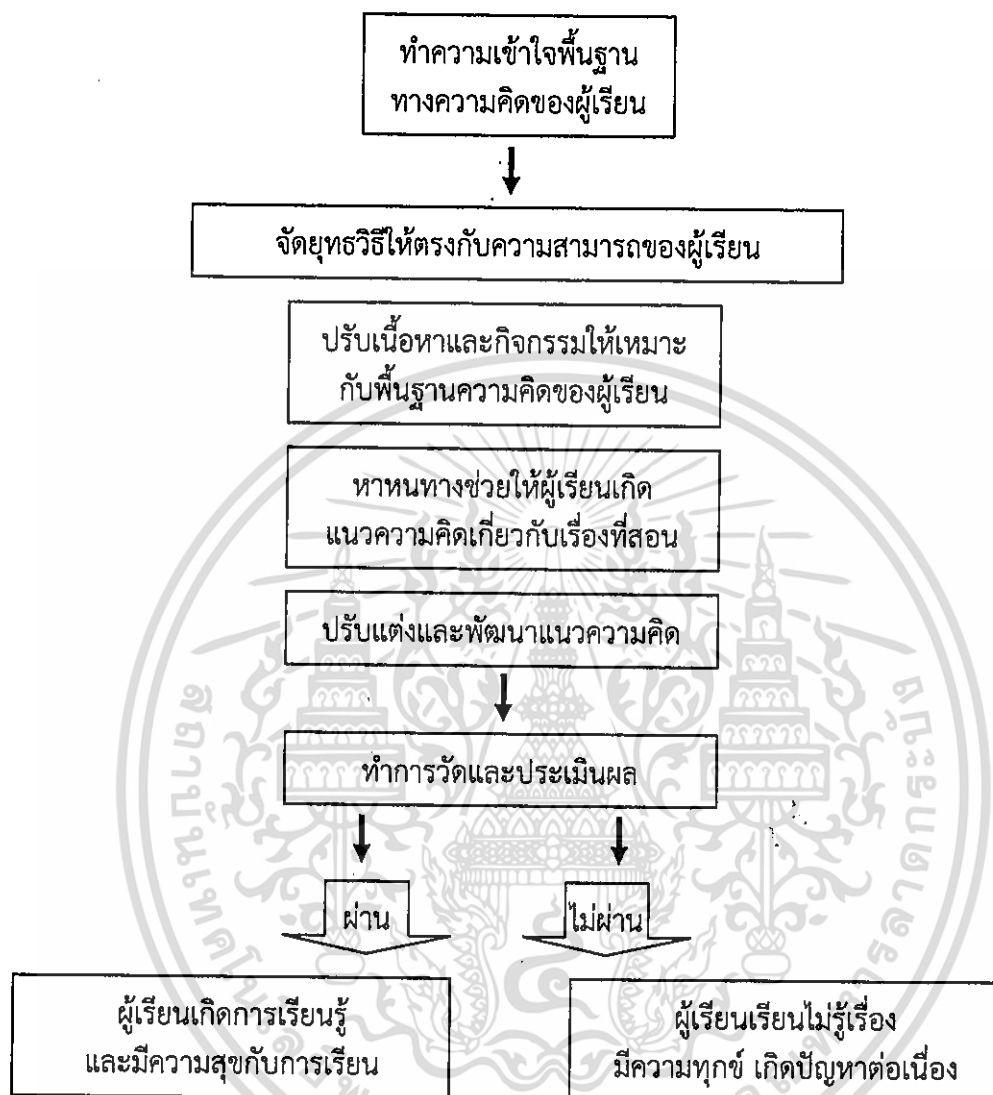 ทำความเข้าใจพื้นฐาน
ทางความคิดของผู้เรียน
จัดยุทธวิธีให้ตรงกับความสามารถของผู้เรียน
ปรับเนื้อหาและกิจกรรมให้เหมาะ
กับพื้นฐานความคิดของผู้เรียน
หาหนทางช่วยให้ผู้เรียนเกิด
แนวความคิดเกี่ยวกับเรื่องที่สอน
ปรับแต่งและพัฒนาแนวความคิด
ทำการวัดและประเมินผล
ผ่าน
ไม่ผ่าน
ผู้เรียนเกิดการเรียนรู้
และมีความสุขกับการเรียน
ผู้เรียนเรียนไม่รู้เรื่อง
มีความทุกข์ เกิดปัญหาต่อเนื่อง